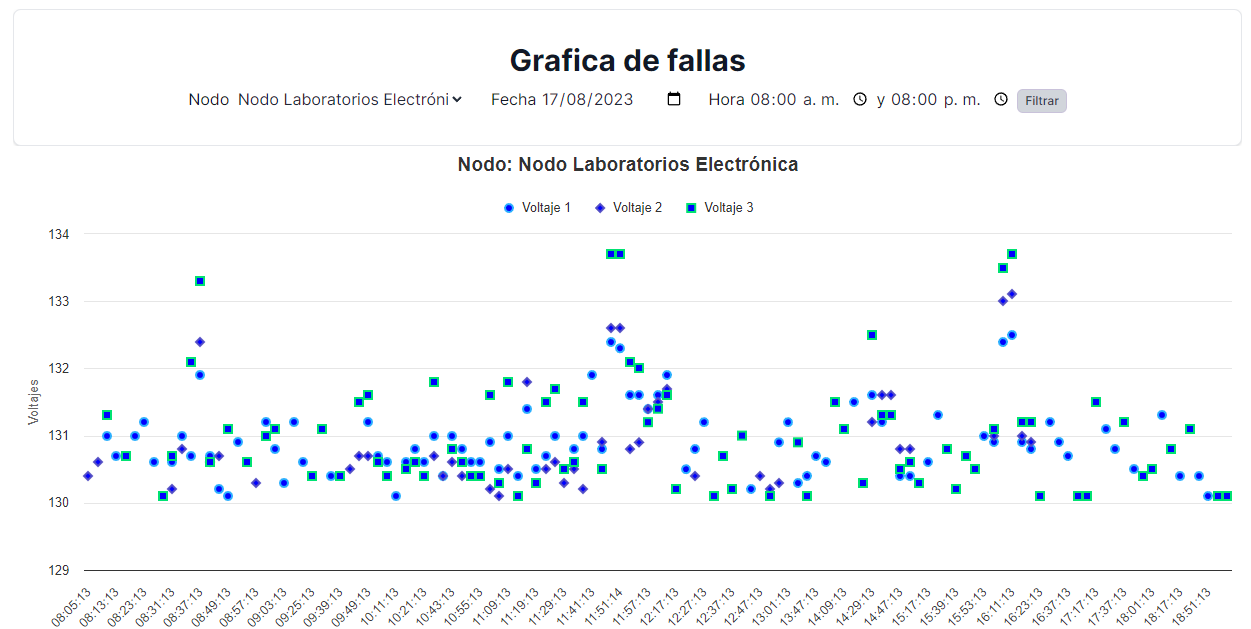 Grafica de fallas
Nodo Nodo Laboratorios Electróni Fecha 17/08/2023 Hora 08:00 a. m. y 08:00 p. m. Filtrar
Nodo: Nodo Laboratorios Electrónica
Voltaje 1 Voltaje 2 Voltaje 3
134
133
132
131
130
129
Voltajes
08:05:13 08:13:13 08:23:13 08:31:13 08:37:13 08:49:13 08:57:13 09:03:13 09:25:13 09:39:13 09:49:13 10:11:13 10:21:13 10:43:13 10:55:13 11:09:13 11:19:13 11:29:13 11:41:13 11:51:14 11:57:13 12:17:13 12:27:13 12:37:13 12:47:13 13:01:13 13:47:13 14:09:13 14:29:13 14:47:13 15:17:13 15:39:13 15:53:13 16:11:13 16:23:13 16:37:13 17:17:13 17:37:13 18:01:13 18:17:13 18:51:13